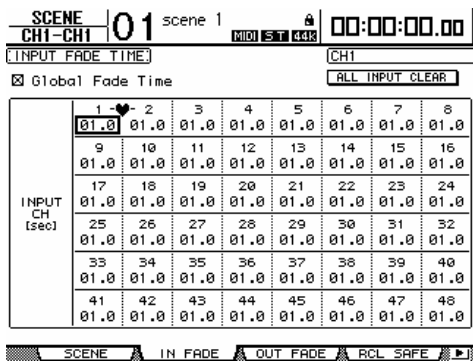 SCENE
CH1-CH1
01 scene 1
MIDI ST 44k
00:00:00.00
INPUT FADE TIME
CH1
Global Fade Time
ALL INPUT CLEAR
1 2 3 4 5 6 7 8
01.0 01.0 01.0 01.0 01.0 01.0 01.0 01.0
9 10 11 12 13 14 15 16
01.0 01.0 01.0 01.0 01.0 01.0 01.0 01.0
17 18 19 20 21 22 23 24
01.0 01.0 01.0 01.0 01.0 01.0 01.0 01.0
INPUT
CH
[sec]
25 26 27 28 29 30 31 32
01.0 01.0 01.0 01.0 01.0 01.0 01.0 01.0
33 34 35 36 37 38 39 40
01.0 01.0 01.0 01.0 01.0 01.0 01.0 01.0
41 42 43 44 45 46 47 48
01.0 01.0 01.0 01.0 01.0 01.0 01.0 01.0
SCENE IN FADE OUT FADE RCL SAFE